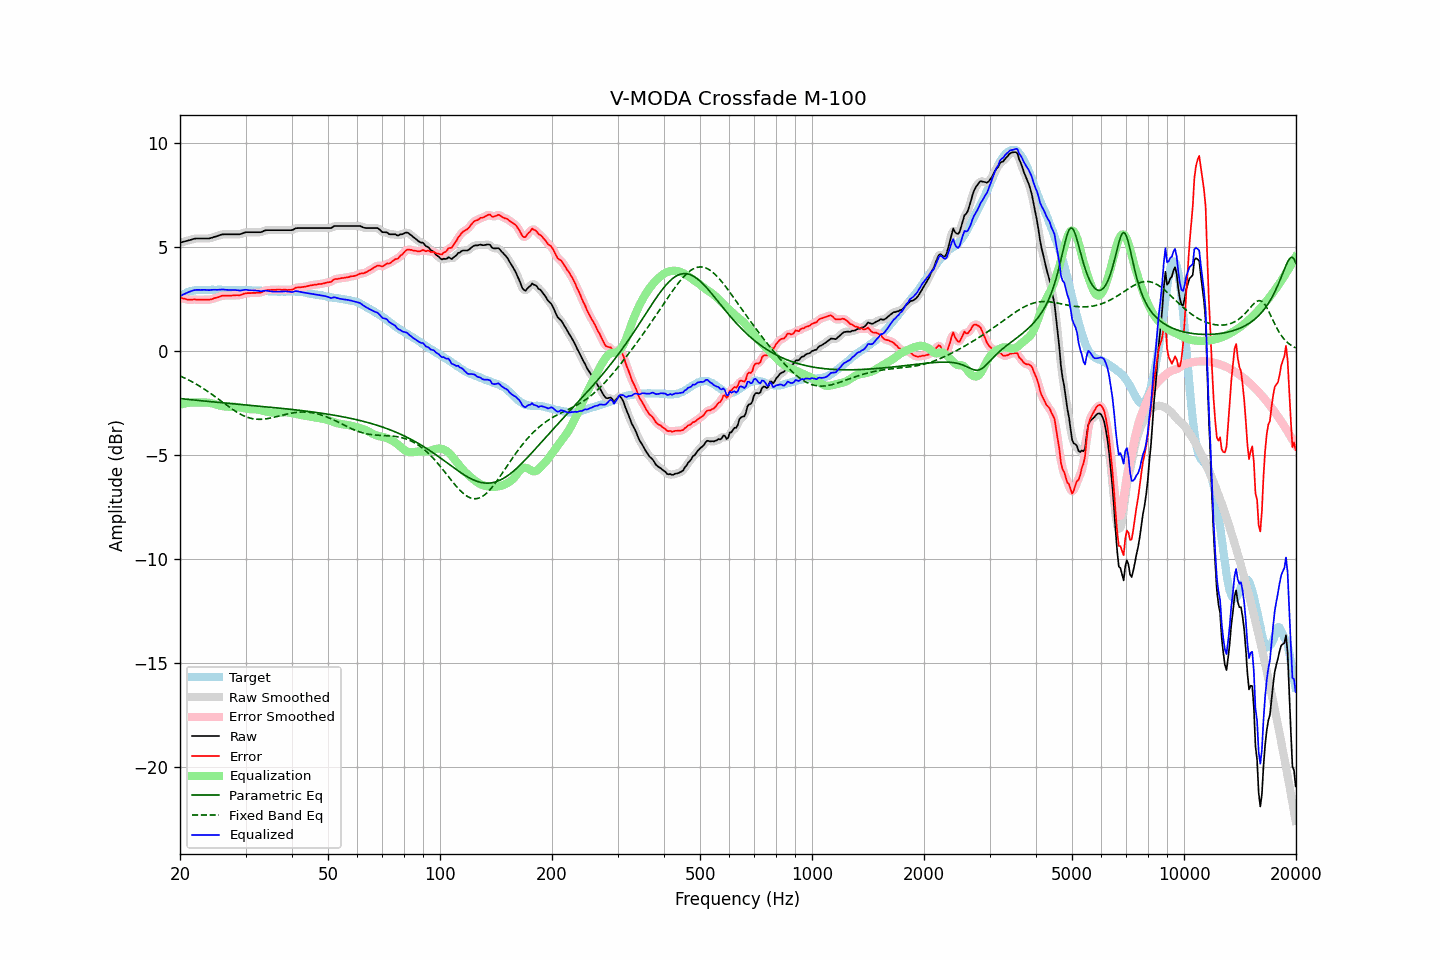 V-MODA Crossfade M-100
10
5
0
−5
−10
−15
−20
Amplitude (dBr)
Target
Raw Smoothed
Error Smoothed
Raw
Error
Equalization
Parametric Eq
Fixed Band Eq
Equalized
20 50 100 200 500 1000 2000 5000 10000 20000
Frequency (Hz)